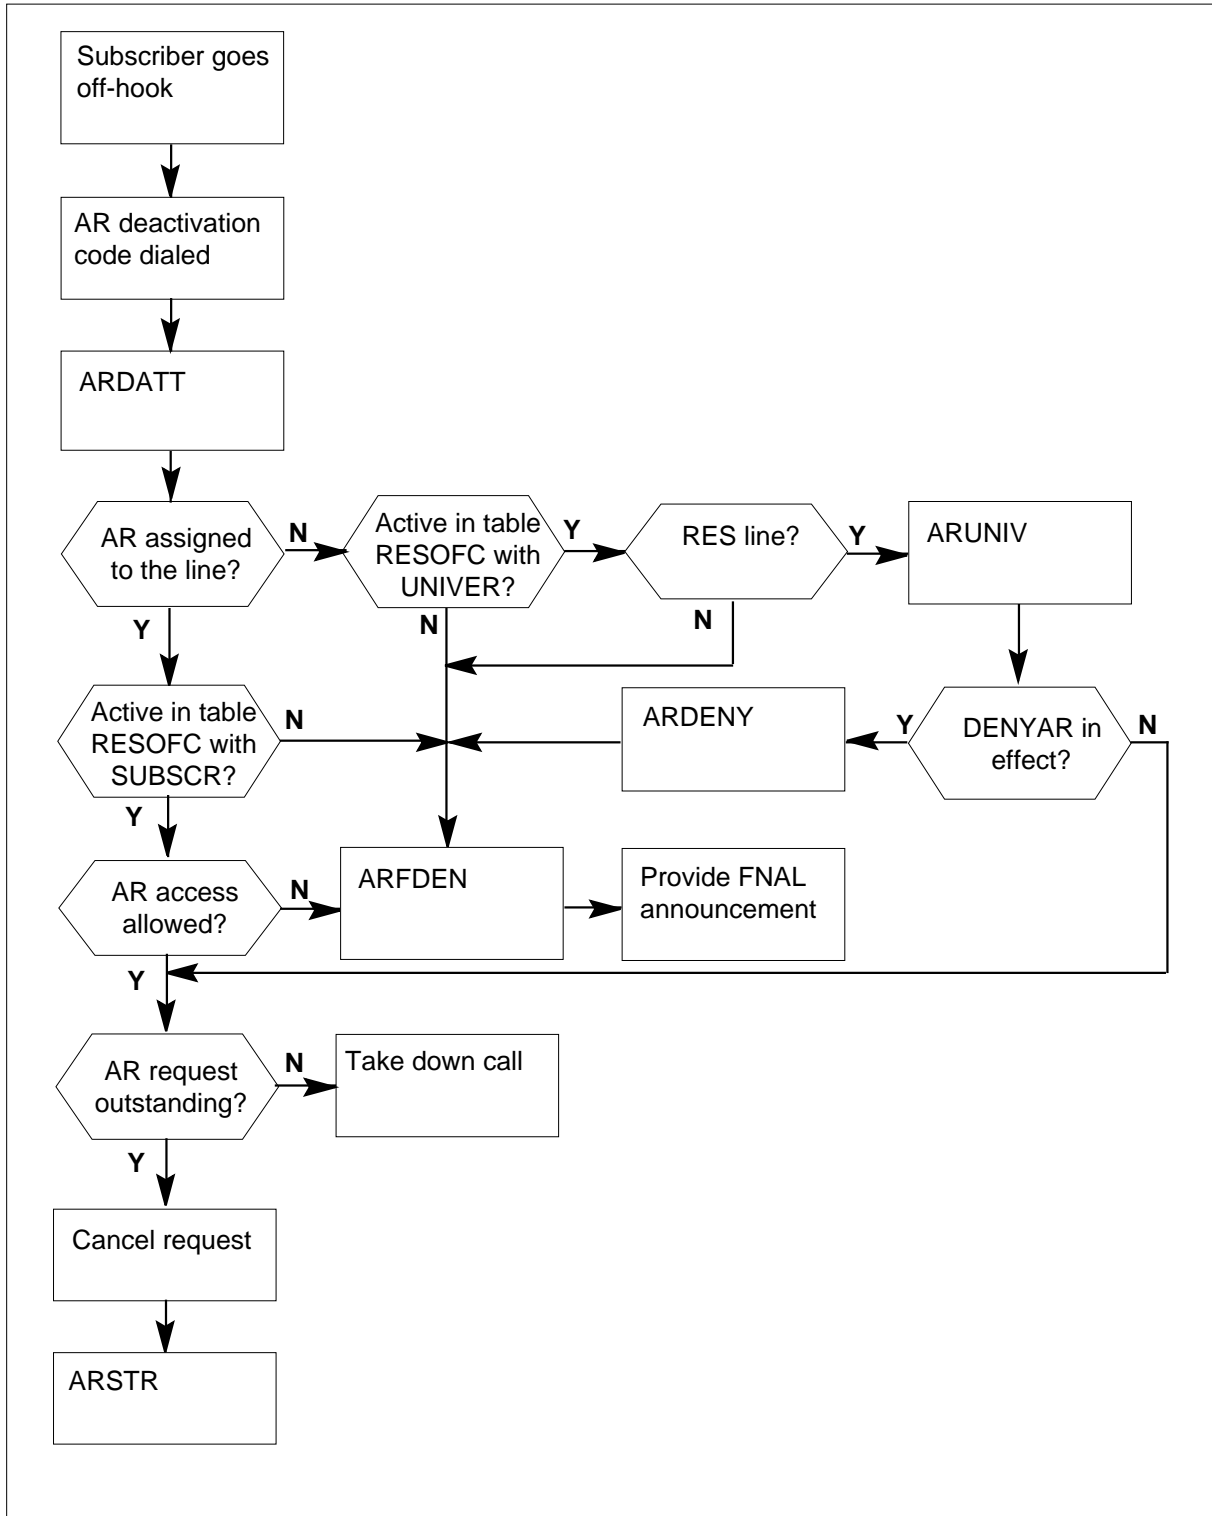 Subscriber goes
off-hook
AR deactivation
code dialed
ARDATT
AR assigned
to the line?
N
Active in table
RESOFC with
UNIVER?
Y
RES line?
Y
ARUNIV
Y
N
N
Active in table
RESOFC with
SUBSCR?
N
ARDENY
Y
DENYAR in
effect?
N
Y
AR access
allowed?
N
ARFDEN
Provide FNAL
announcement
Y
AR request
outstanding?
N
Take down call
Y
Cancel request
ARSTR